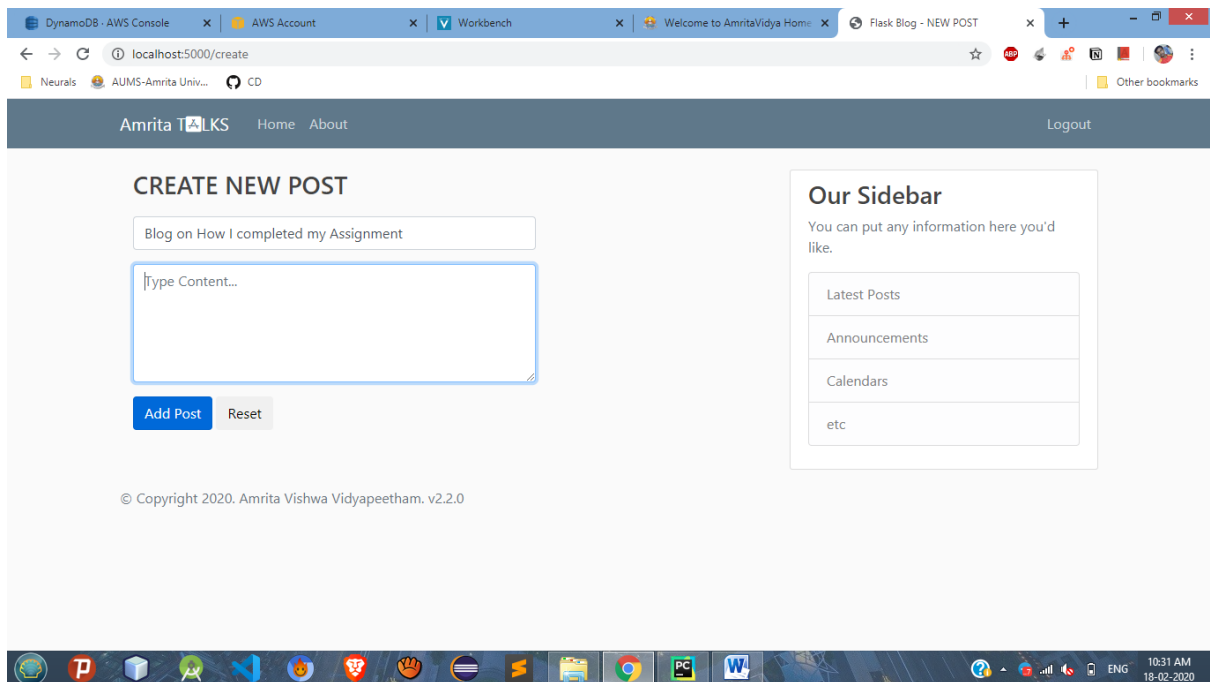 DynamoDB · AWS Console
AWS Account
Workbench
Welcome to AmritaVidya Home
Flask Blog - NEW POST
localhost:5000/create
ABP
Neurals
AUMS-Amrita Univ...
CD
Other bookmarks
Amrita TALKS
Home
About
Logout
CREATE NEW POST
Blog on How I completed my Assignment
Type Content...
Add Post
Reset
Our Sidebar
You can put any information here you'd
like.
Latest Posts
Announcements
Calendars
etc
© Copyright 2020. Amrita Vishwa Vidyapeetham. v2.2.0
PC
W
ENG
10:31 AM
18-02-2020